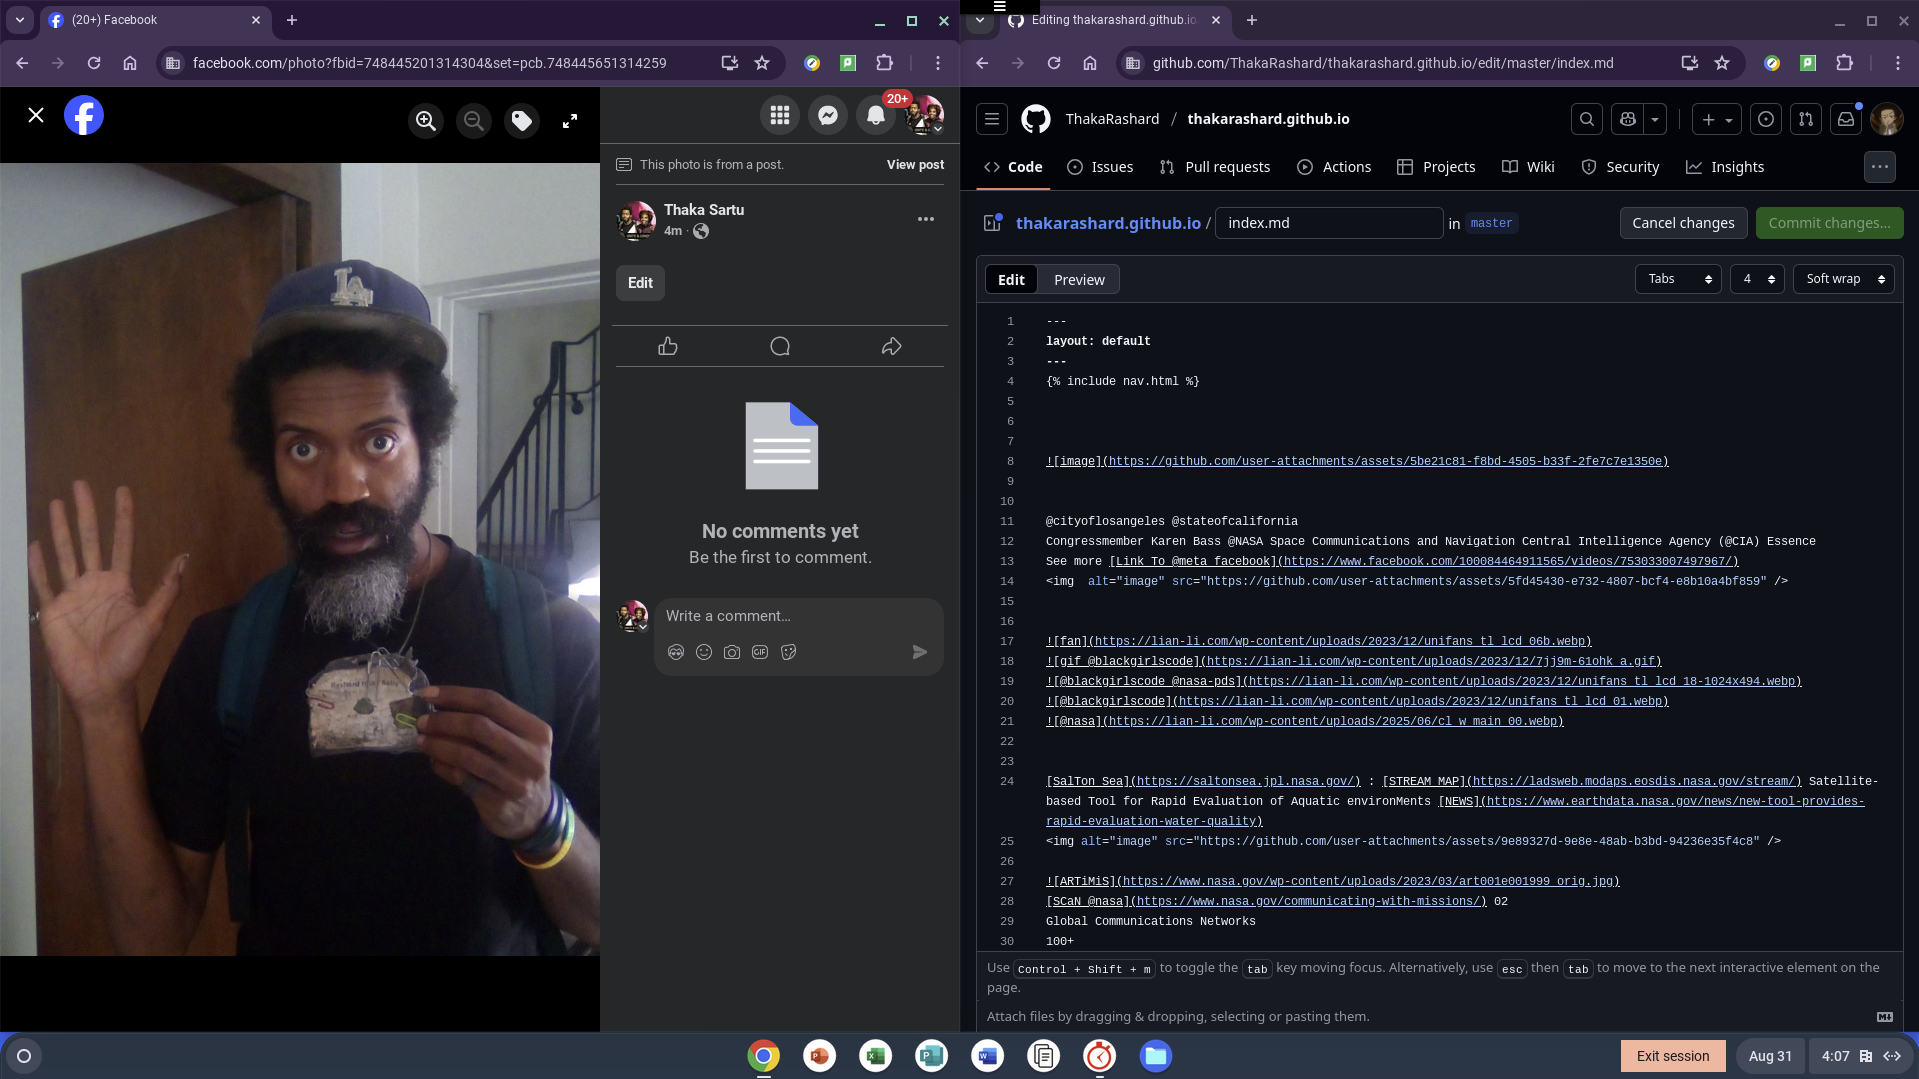 (20+) Facebook
facebook.com/photo?fbid=748445201314304&set=pcb.748445651314259
20+
This photo is from a post.
View post
Thaka Sartu
4m ·
Edit
No comments yet
Be the first to comment.
Write a comment…
GIF
LA
Editing thakarashard.github.io
github.com/ThakaRashard/thakarashard.github.io/edit/master/index.md
ThakaRashard / thakarashard.github.io
Code
Issues
Pull requests
Actions
Projects
Wiki
Security
Insights
thakarashard.github.io / index.md in master
Cancel changes
Commit changes...
Edit
Preview
Tabs
4
Soft wrap
1 ---
2 layout: default
3 ---
4 {% include nav.html %}
5
6
7
8 ![image](https://github.com/user-attachments/assets/5be21c81-f8bd-4505-b33f-2fe7c7e1350e)
9
10
11 @cityoflosangeles @stateofcalifornia
12 Congressmember Karen Bass @NASA Space Communications and Navigation Central Intelligence Agency (@CIA) Essence
13 See more [Link To @meta facebook](https://www.facebook.com/100084464911565/videos/753033007497967/)
14 <img  alt="image" src="https://github.com/user-attachments/assets/5fd45430-e732-4807-bcf4-e8b10a4bf859" />
15
16
17 ![fan](https://lian-li.com/wp-content/uploads/2023/12/unifans_tl_lcd_06b.webp)
18 ![gif @blackgirlscode](https://lian-li.com/wp-content/uploads/2023/12/7jj9m-61ohk_a.gif)
19 ![@blackgirlscode @nasa-pds](https://lian-li.com/wp-content/uploads/2023/12/unifans_tl_lcd_18-1024x494.webp)
20 ![@blackgirlscode](https://lian-li.com/wp-content/uploads/2023/12/unifans_tl_lcd_01.webp)
21 ![@nasa](https://lian-li.com/wp-content/uploads/2025/06/cl_w_main_00.webp)
22
23
24 [SalTon Sea](https://saltonsea.jpl.nasa.gov/) : [STREAM MAP](https://ladsweb.modaps.eosdis.nasa.gov/stream/) Satellite-
based Tool for Rapid Evaluation of Aquatic environMents [NEWS](https://www.earthdata.nasa.gov/news/new-tool-provides-
rapid-evaluation-water-quality)
25 <img alt="image" src="https://github.com/user-attachments/assets/9e89327d-9e8e-48ab-b3bd-94236e35f4c8" />
26
27 ![ARTiMiS](https://www.nasa.gov/wp-content/uploads/2023/03/art001e001999_orig.jpg)
28 [SCaN @nasa](https://www.nasa.gov/communicating-with-missions/) 02
29 Global Communications Networks
30 100+
Use Control + Shift + m to toggle the tab key moving focus. Alternatively, use esc then tab to move to the next interactive element on the
page.
Attach files by dragging & dropping, selecting or pasting them.
Exit session
Aug 31
4:07